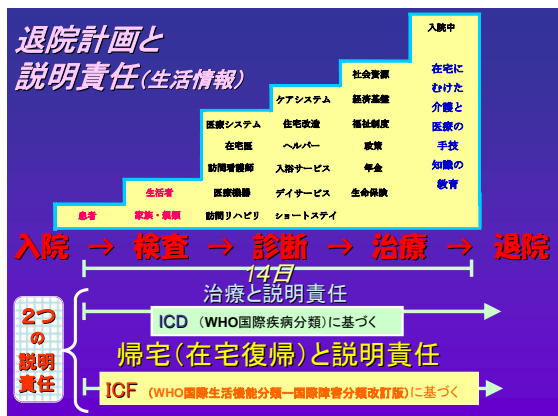 退院計画と
説明責任(生活情報)
患者
生活者
家族・親類
医療システム
在宅医
訪問看護師
医療機器
訪問リハビリ
ケアシステム
住宅改造
ヘルパー
入浴サービス
デイサービス
ショートステイ
社会資源
経済基盤
福祉制度
政策
年金
生命保険
入院中
在宅に
むけた
介護と
医療の
手技
知識の
教育
入院 → 検査 → 診断 → 治療 → 退院
14日
治療と説明責任
ICD (WHO国際疾病分類)に基づく
帰宅(在宅復帰)と説明責任
ICF (WHO国際生活機能分類ー国際障害分類改訂版)に基づく
2つ
の
説明
責任